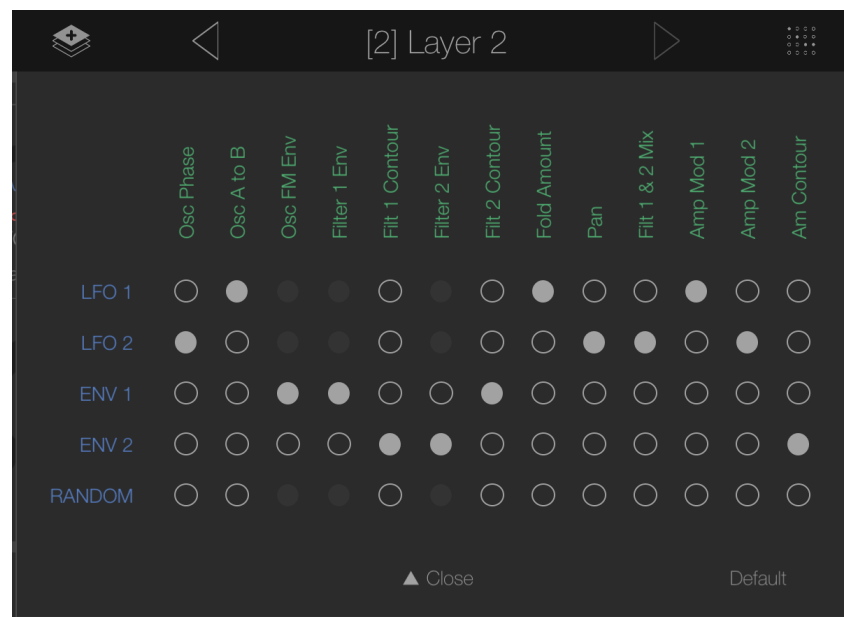 [2] Layer 2
Osc Phase
Osc A to B
Osc FM Env
Filter 1 Env
Filt 1 Contour
Filter 2 Env
Filt 2 Contour
Fold Amount
Pan
Filt 1 & 2 Mix
Amp Mod 1
Amp Mod 2
Am Contour
LFO 1
LFO 2
ENV 1
ENV 2
RANDOM
Close
Default